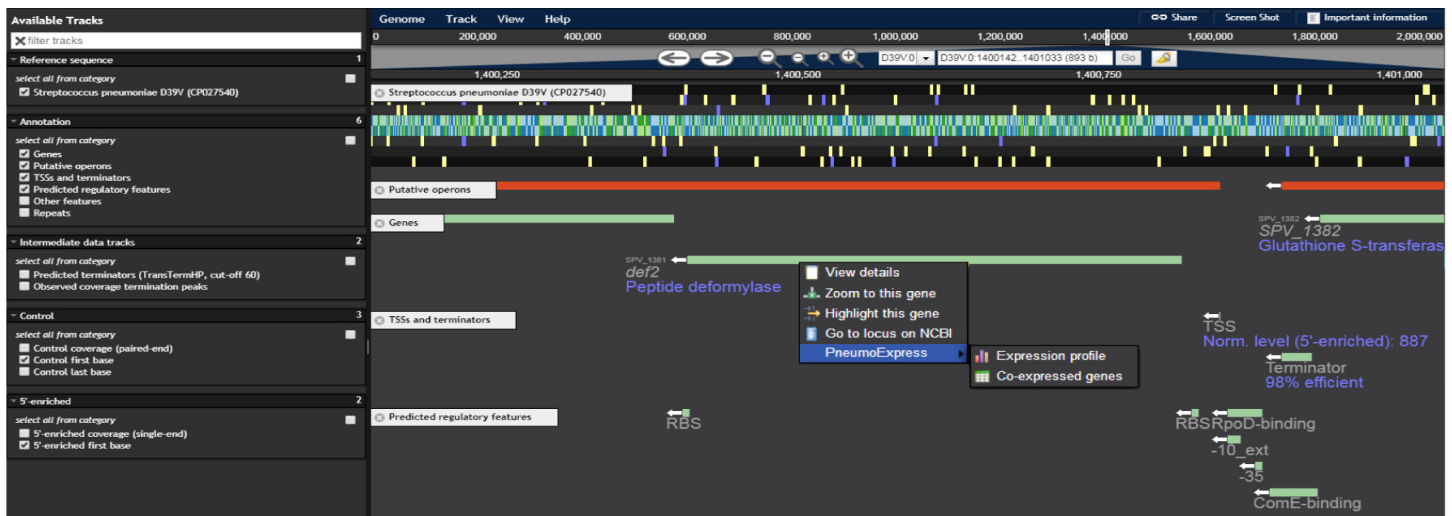 Available Tracks
filter tracks
Reference sequence 1
select all from category
Streptococcus pneumoniae D39V (CP027540)
Annotation 6
select all from category
Genes
Putative operons
TSSs and terminators
Predicted regulatory features
Other features
Repeats
Intermediate data tracks 2
select all from category
Predicted terminators (TransTermHP, cut-off 60)
Observed coverage termination peaks
Control 3
select all from category
Control coverage (paired-end)
Control first base
Control last base
5'-enriched 2
select all from category
5'-enriched coverage (single-end)
5'-enriched first base
Genome Track View Help Share Screen Shot Important information
0 200,000 400,000 600,000 800,000 1,000,000 1,200,000 1,400,000 1,600,000 1,800,000 2,000,000
D39V.0 D39V.0:1400142..1401033 (893 b) Go
1,400,250 1,400,500 1,400,750 1,401,000
Streptococcus pneumoniae D39V (CP027540)
Putative operons
Genes
SPV_1382
SPV_1382
Glutathione S-transferas
SPV_1381
def2
Peptide deformylase
View details
Zoom to this gene
Highlight this gene
Go to locus on NCBI
PneumoExpress
Expression profile
Co-expressed genes
TSSs and terminators
TSS
Norm. level (5'-enriched): 887
Terminator
98% efficient
Predicted regulatory features
RBS RBS RpoD-binding
-10_ext
-35
ComE-binding